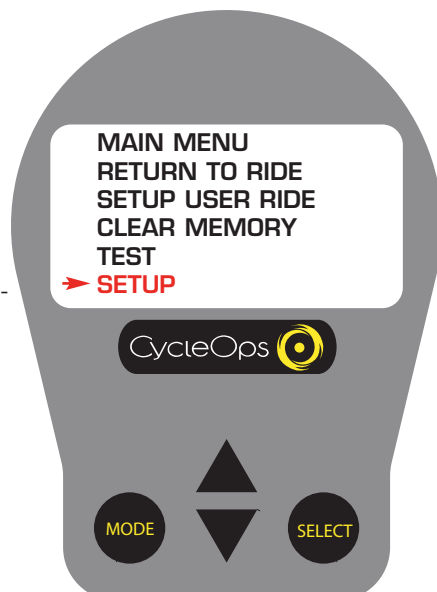 MAIN MENU
RETURN TO RIDE
SETUP USER RIDE
CLEAR MEMORY
TEST
- SETUP
CycleOps
MODE
SELECT